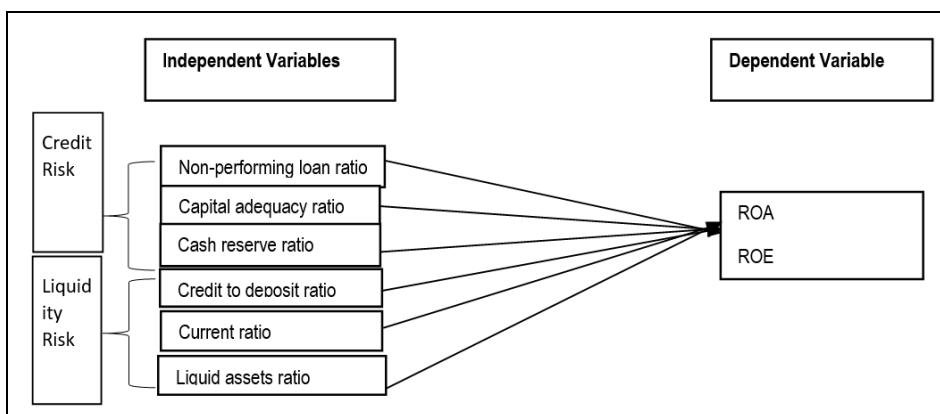 Independent Variables
Dependent Variable
Credit
Risk
Non-performing loan ratio
Capital adequacy ratio
Cash reserve ratio
ROA
ROE
Liquid
ity
Risk
Credit to deposit ratio
Current ratio
Liquid assets ratio